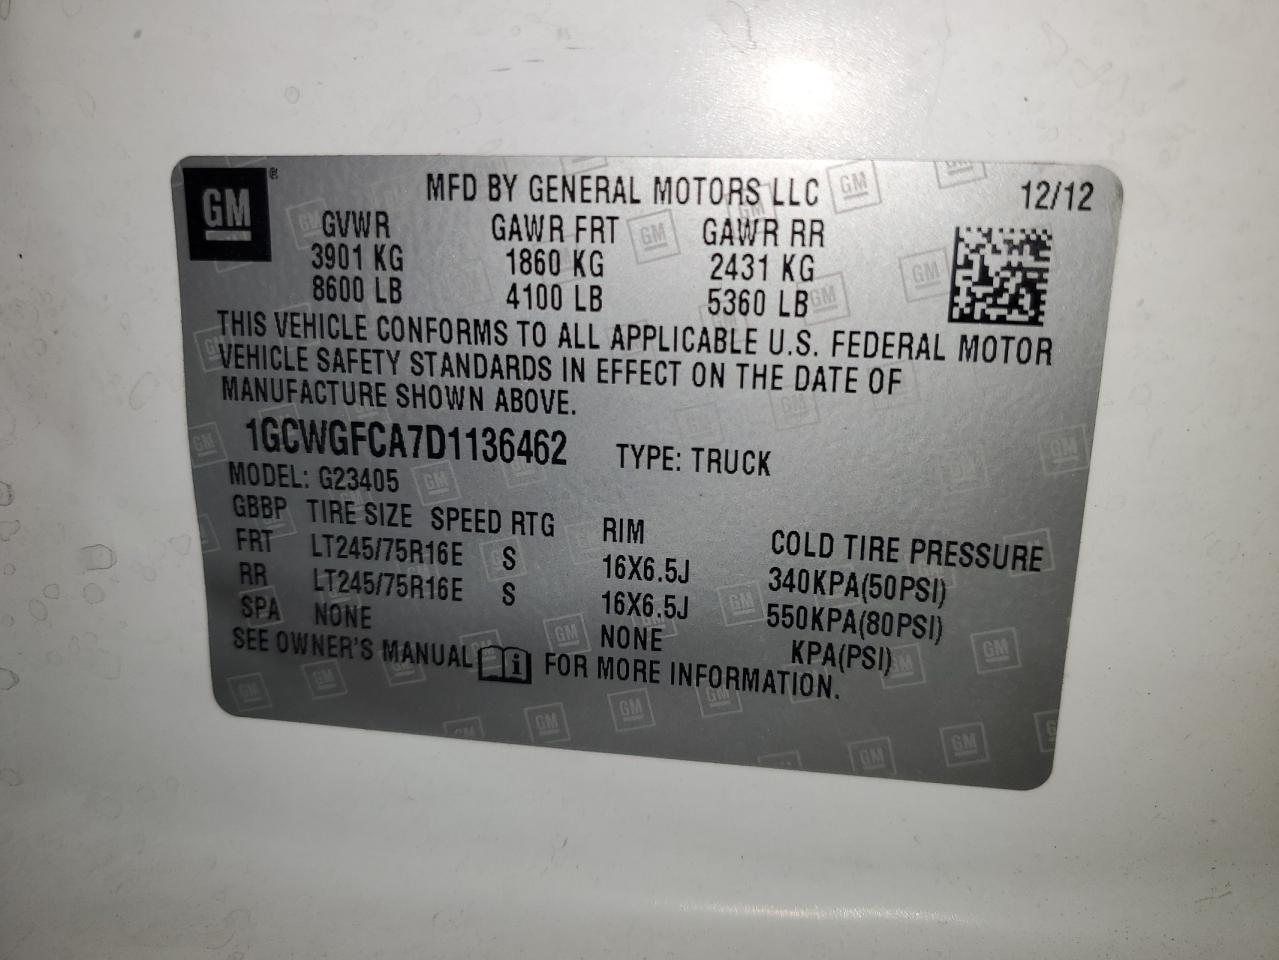 GM ®
MFD BY GENERAL MOTORS LLC 12/12
GVWR GAWR FRT GAWR RR
3901 KG 1860 KG 2431 KG
8600 LB 4100 LB 5360 LB
THIS VEHICLE CONFORMS TO ALL APPLICABLE U.S. FEDERAL MOTOR
VEHICLE SAFETY STANDARDS IN EFFECT ON THE DATE OF
MANUFACTURE SHOWN ABOVE.
1GCWGFCA7D1136462 TYPE: TRUCK
MODEL: G23405
GBBP TIRE SIZE SPEED RTG RIM COLD TIRE PRESSURE
FRT LT245/75R16E S 16X6.5J 340KPA(50PSI)
RR LT245/75R16E S 16X6.5J 550KPA(80PSI)
SPA NONE NONE KPA(PSI)
SEE OWNER'S MANUAL i FOR MORE INFORMATION.